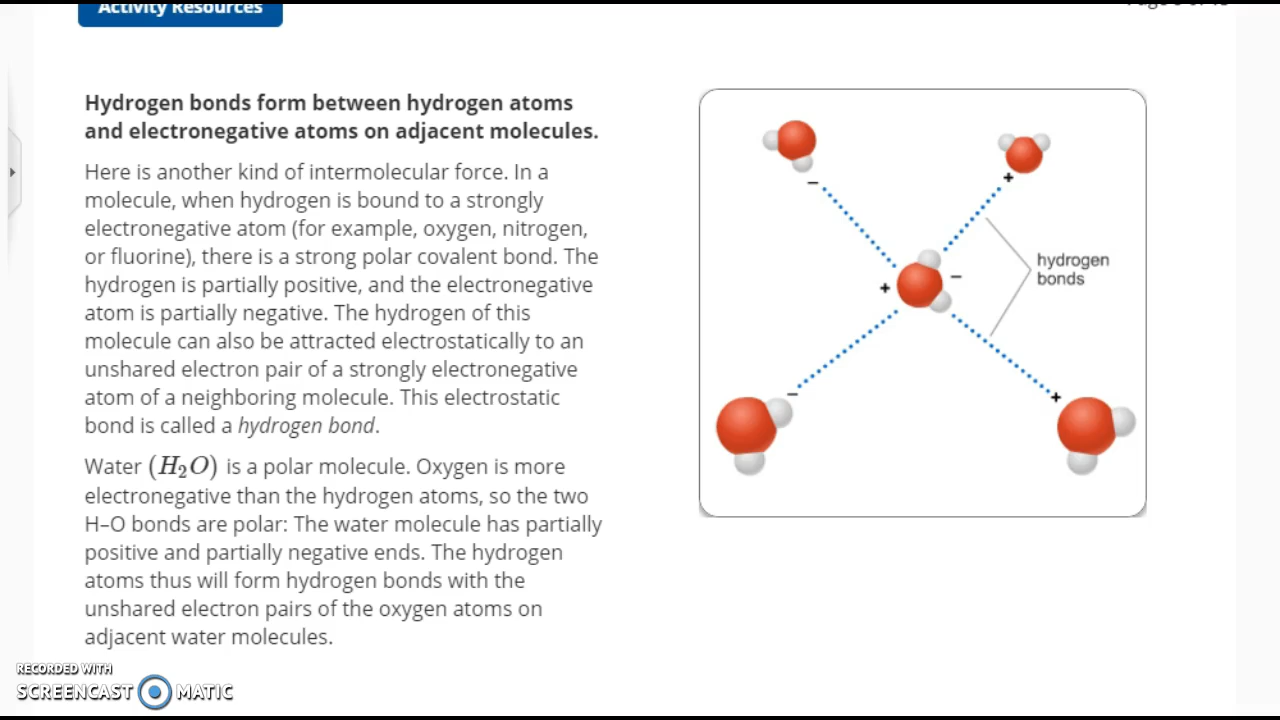 Activity Resources
Hydrogen bonds form between hydrogen atoms
and electronegative atoms on adjacent molecules.
Here is another kind of intermolecular force. In a
molecule, when hydrogen is bound to a strongly
electronegative atom (for example, oxygen, nitrogen,
or fluorine), there is a strong polar covalent bond. The
hydrogen is partially positive, and the electronegative
atom is partially negative. The hydrogen of this
molecule can also be attracted electrostatically to an
unshared electron pair of a strongly electronegative
atom of a neighboring molecule. This electrostatic
bond is called a hydrogen bond.
Water (H₂O) is a polar molecule. Oxygen is more
electronegative than the hydrogen atoms, so the two
H–O bonds are polar: The water molecule has partially
positive and partially negative ends. The hydrogen
atoms thus will form hydrogen bonds with the
unshared electron pairs of the oxygen atoms on
adjacent water molecules.
−
+
+
−
−
+
hydrogen
bonds
RECORDED WITH
SCREENCAST MATIC